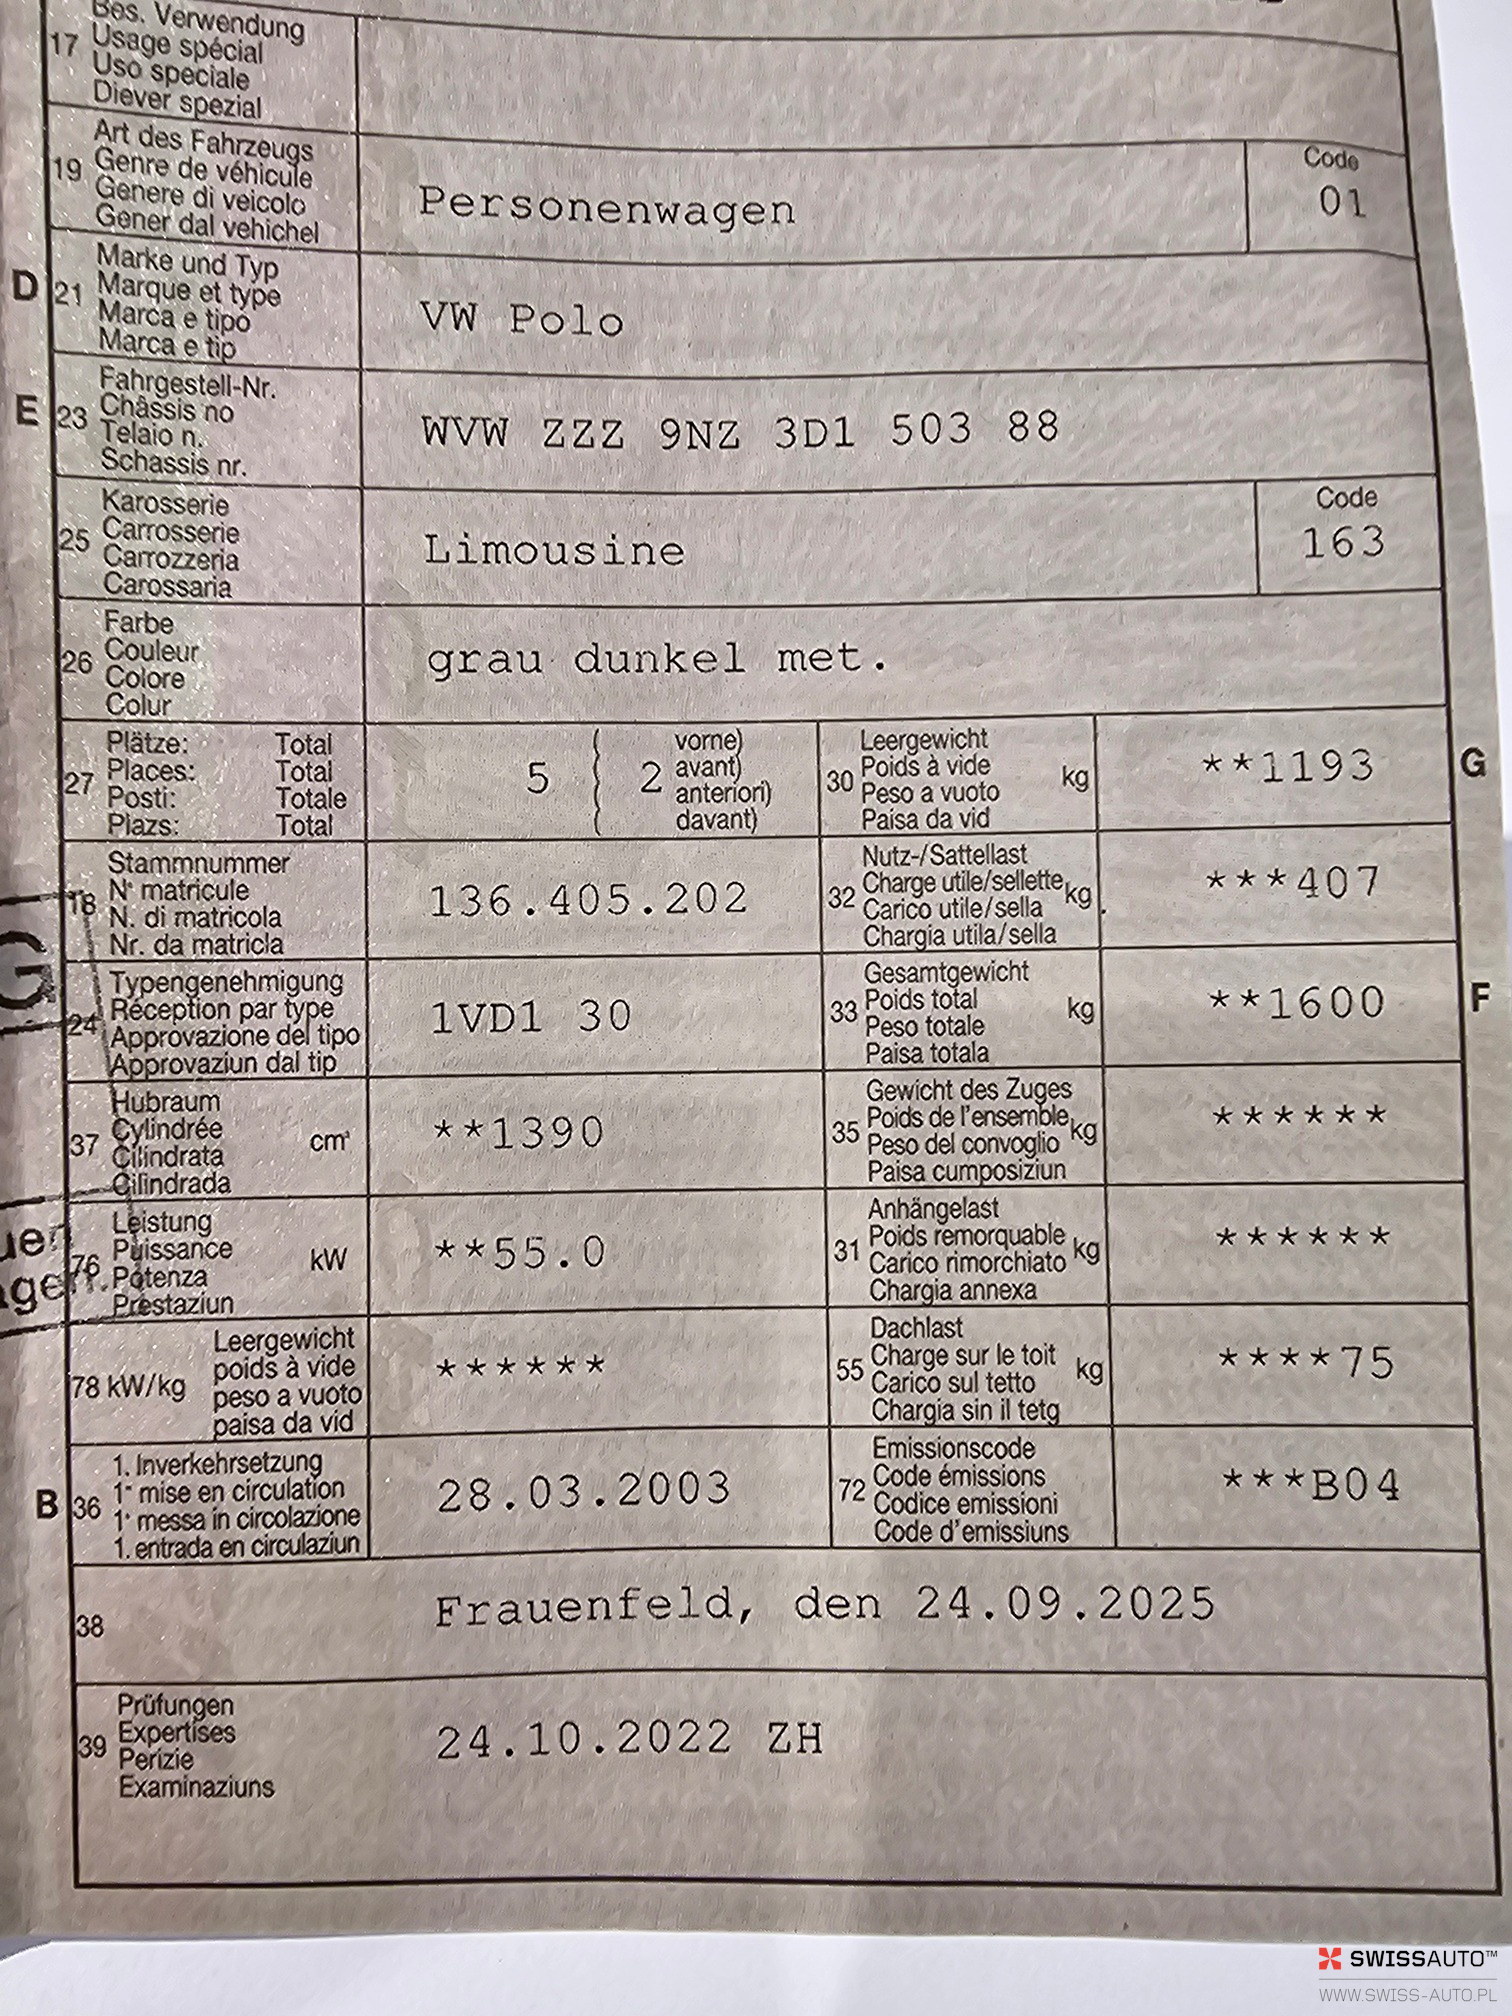 Bes. Verwendung
17 Usage spécial
Uso speciale
Diever spezial
Art des Fahrzeugs
19 Genre de véhicule
Genere di veicolo
Gener dal vehichel
Personenwagen
Code
01
D 21 Marke und Typ
Marque et type
Marca e tipo
Marca e tip
VW Polo
E 23 Fahrgestell-Nr.
Châssis no
Telaio n.
Schassis nr.
WVW ZZZ 9NZ 3D1 503 88
25 Karosserie
Carrosserie
Carrozzeria
Carossaria
Limousine
Code
163
26 Farbe
Couleur
Colore
Colur
grau dunkel met.
27 Plätze: Total
Places: Total
Posti: Totale
Plazs: Total
5 { 2 vorne)
avant)
anteriori)
davant)
30 Leergewicht
Poids à vide kg
Peso a vuoto
Paisa da vid
**1193
G
18 Stammnummer
N° matricule
N. di matricola
Nr. da matricla
136.405.202
32 Nutz-/Sattellast
Charge utile/sellette kg
Carico utile/sella
Chargia utila/sella
***407
24 Typengenehmigung
Réception par type
Approvazione del tipo
Approvaziun dal tip
1VD1 30
33 Gesamtgewicht
Poids total kg
Peso totale
Paisa totala
**1600
F
37 Hubraum
Cylindrée cm³
Cilindrata
Cilindrada
**1390
35 Gewicht des Zuges
Poids de l'ensemble kg
Peso del convoglio
Paisa cumposiziun
******
76 Leistung
Puissance kW
Potenza
Prestaziun
**55.0
31 Anhängelast
Poids remorquable kg
Carico rimorchiato
Chargia annexa
******
78 kW/kg Leergewicht
poids à vide
peso a vuoto
paisa da vid
******
55 Dachlast
Charge sur le toit kg
Carico sul tetto
Chargia sin il tetg
****75
B 36 1. Inverkehrsetzung
1re mise en circulation
1a messa in circolazione
1. entrada en circulaziun
28.03.2003
72 Emissionscode
Code émissions
Codice emissioni
Code d'emissiuns
***B04
38 Frauenfeld, den 24.09.2025
39 Prüfungen
Expertises
Perizie
Examinaziuns
24.10.2022 ZH
SWISSAUTO™
WWW.SWISS-AUTO.PL